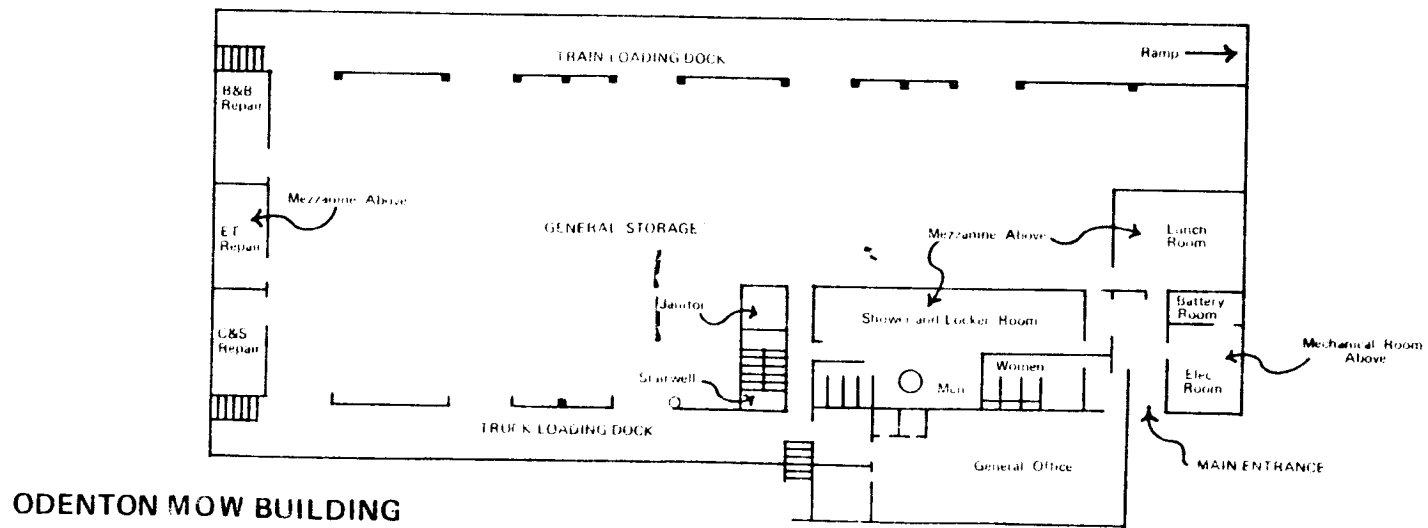 TRAIN LOADING DOCK
Ramp
B&B
Repair
Mezzanine Above
ET
Repair
GENERAL STORAGE
Mezzanine Above
Lunch
Room
Janitor
Shower and Locker Room
Battery
Room
C&S
Repair
Mechanical Room
Above
Stairwell
Men
Women
Elec
Room
TRUCK LOADING DOCK
General Office
MAIN ENTRANCE
ODENTON MOW BUILDING